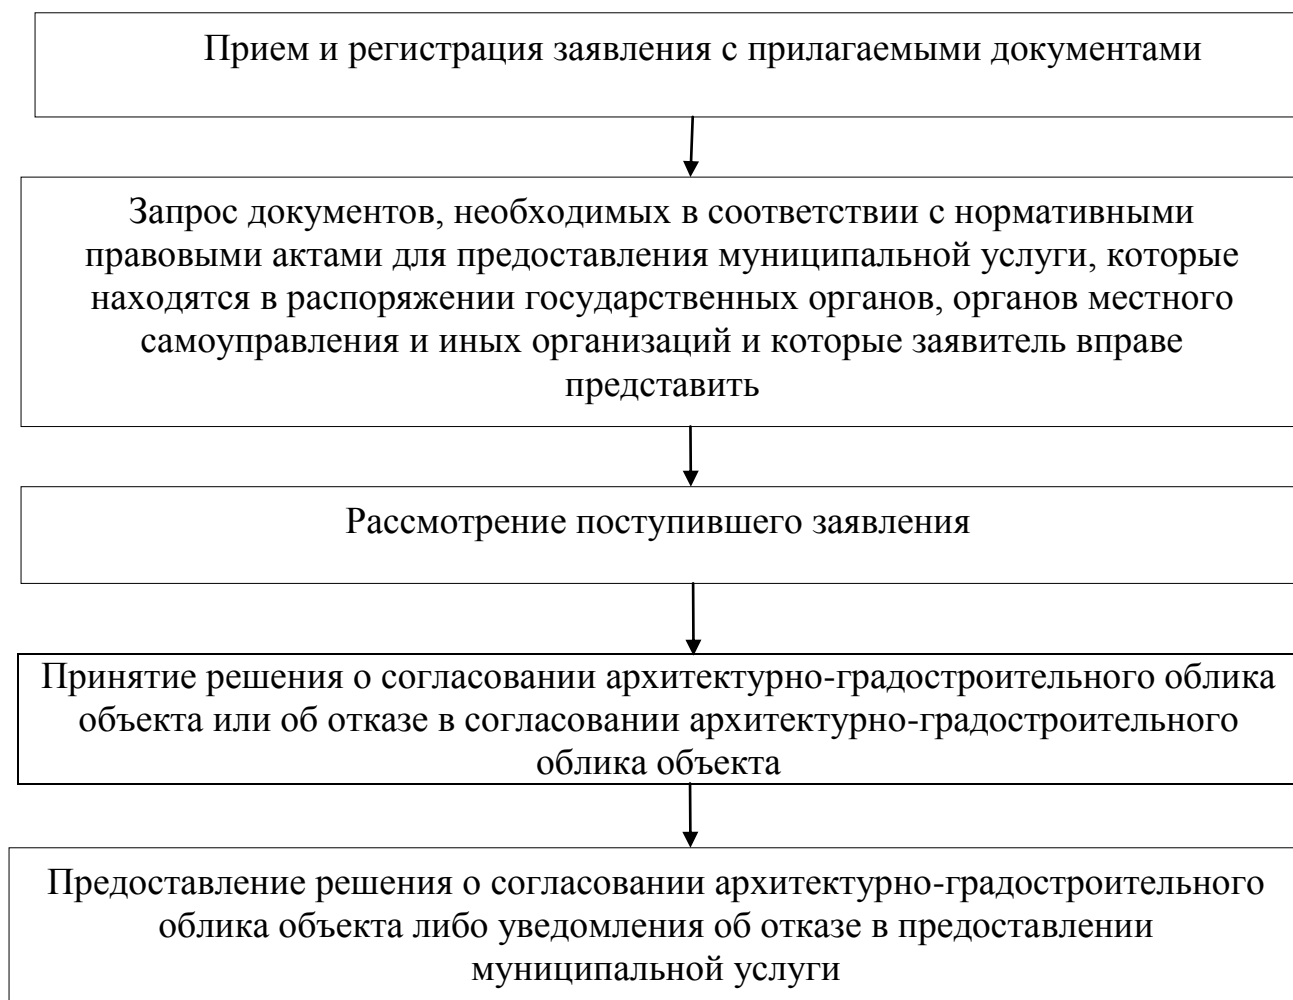 Прием и регистрация заявления с прилагаемыми документами
Запрос документов, необходимых в соответствии с нормативными
правовыми актами для предоставления муниципальной услуги, которые
находятся в распоряжении государственных органов, органов местного
самоуправления и иных организаций и которые заявитель вправе
представить
Рассмотрение поступившего заявления
Принятие решения о согласовании архитектурно-градостроительного облика
объекта или об отказе в согласовании архитектурно-градостроительного
облика объекта
Предоставление решения о согласовании архитектурно-градостроительного
облика объекта либо уведомления об отказе в предоставлении
муниципальной услуги